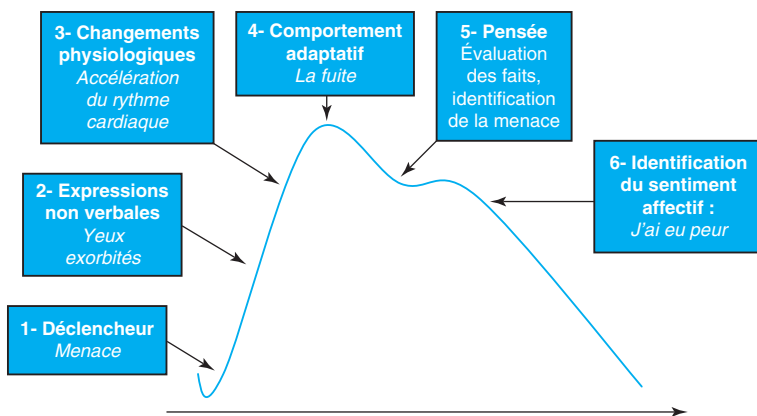 1- Déclencheur
Menace
2- Expressions
non verbales
Yeux
exorbités
3- Changements
physiologiques
Accélération
du rythme
cardiaque
4- Comportement
adaptatif
La fuite
5- Pensée
Évaluation
des faits,
identification
de la menace
6- Identification
du sentiment
affectif :
J'ai eu peur